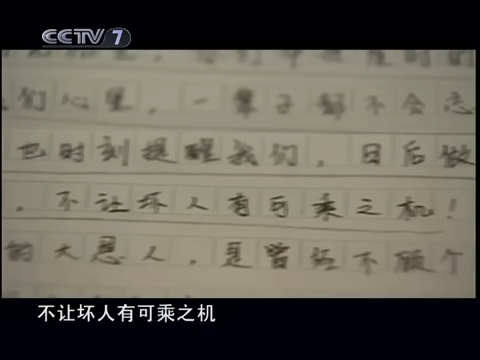 CCTV 7
们心里，一辈子都不会忘
也时刻提醒我们，日后做
。不让坏人有可乘之机！
的大恩人，是曾经不顾个
不让坏人有可乘之机